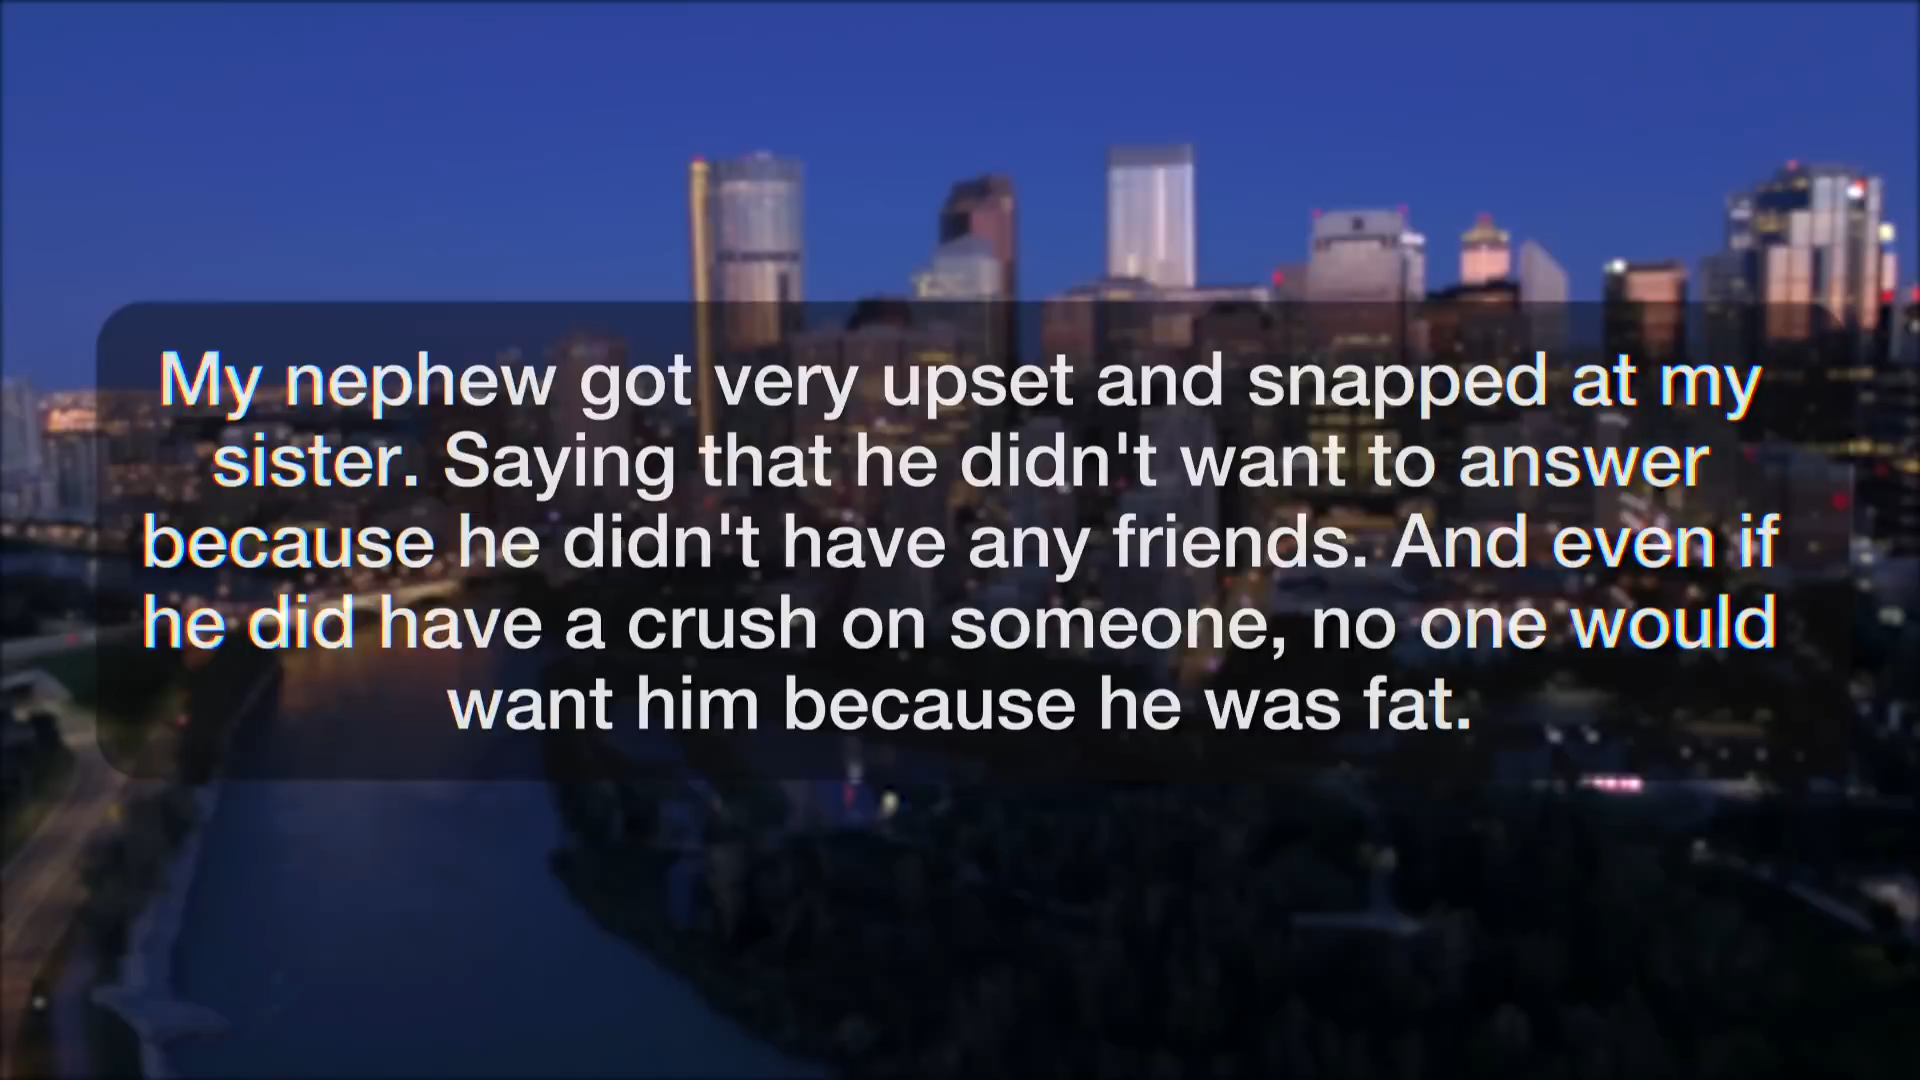 My nephew got very upset and snapped at my
sister. Saying that he didn't want to answer
because he didn't have any friends. And even if
he did have a crush on someone, no one would
want him because he was fat.